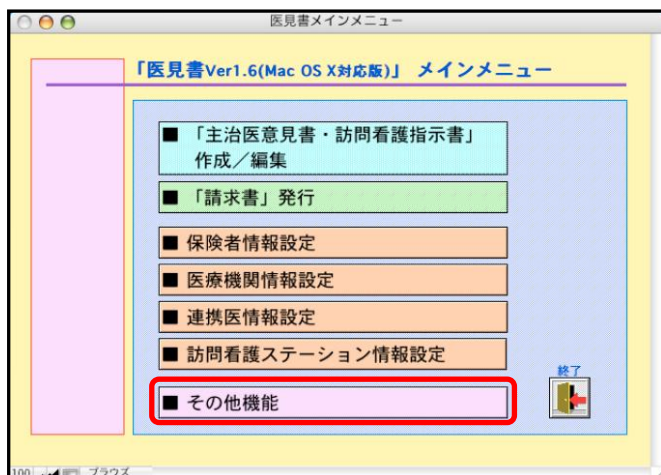 医見書メインメニュー
「医見書Ver1.6(Mac OS X対応版)」 メインメニュー
■ 「主治医意見書・訪問看護指示書」
作成／編集
■ 「請求書」発行
■ 保険者情報設定
■ 医療機関情報設定
■ 連携医情報設定
■ 訪問看護ステーション情報設定
終了
■ その他機能
100 ブラウズ